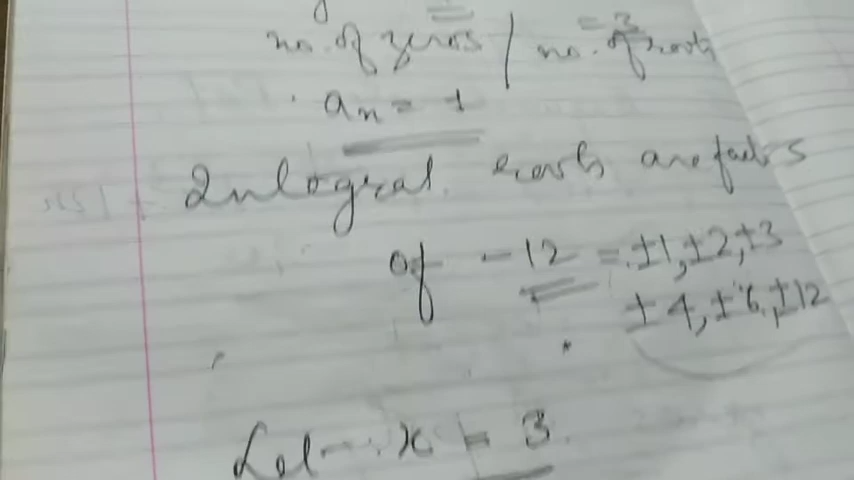 = 3
no. of zeros | no. of roots
an = 1
Integral roots are factors
of -12 = ±1, ±2, ±3
±4, ±6, ±12
Let x = 3.